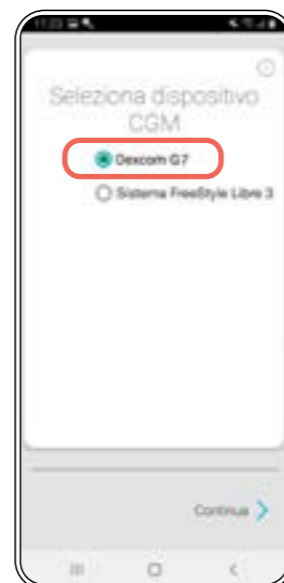 Seleziona dispositivo
CGM
Dexcom G7
Sistema FreeStyle Libre 3
Continua